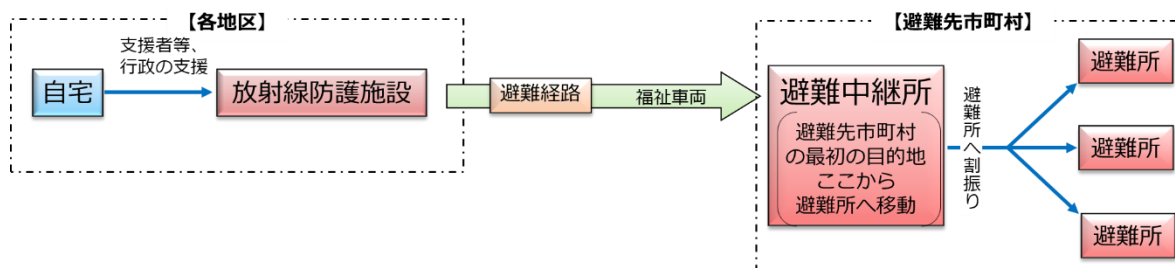 【各地区】
支援者等、
行政の支援
自宅
放射線防護施設
避難経路
福祉車両
【避難先市町村】
避難中継所
避難先市町村
の最初の目的地
ここから
避難所へ移動
避難所へ割振り
避難所
避難所
避難所